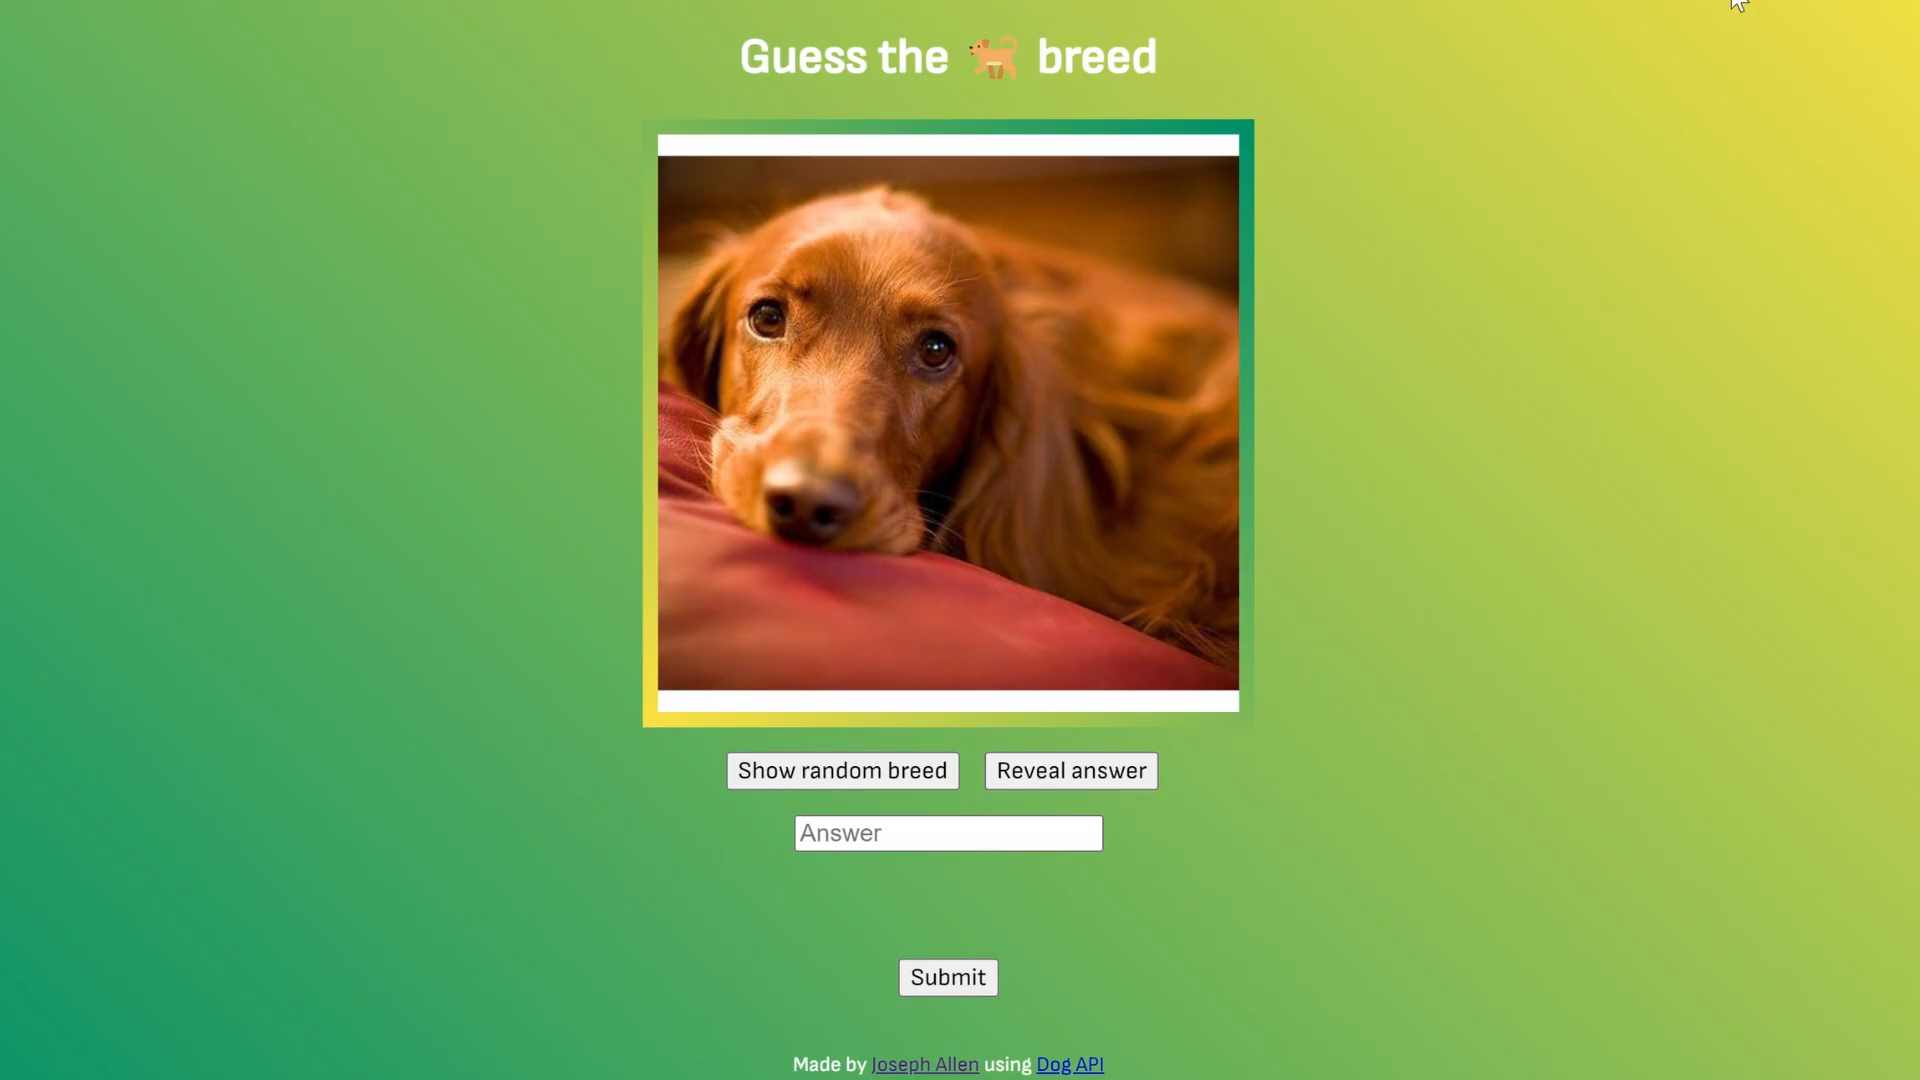 Guess the 🐕 breed
Show random breed Reveal answer
Answer
Submit
Made by Joseph Allen using Dog API